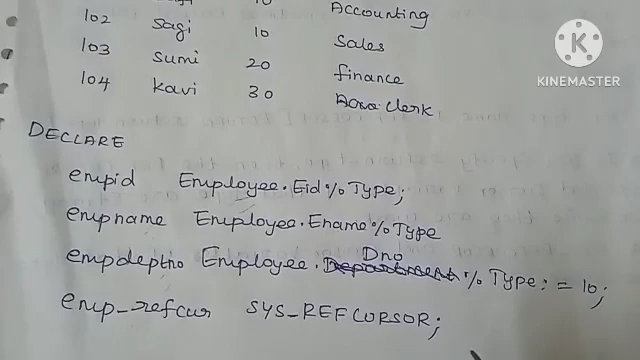 Accounting
102 sagi 10 Sales
103 sumi 20 finance
104 kavi 30 clerk
DECLARE
empid Employee.Eid%Type;
empname Employee.Ename%Type
empdeptno Employee.Dno%Type:=10;
emp_refcur SYS_REFCURSOR;
KINEMASTER